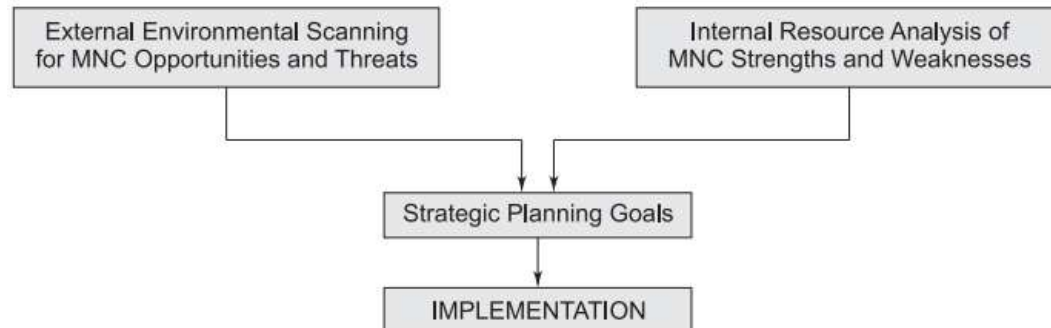 External Environmental Scanning
for MNC Opportunities and Threats
Internal Resource Analysis of
MNC Strengths and Weaknesses
Strategic Planning Goals
IMPLEMENTATION